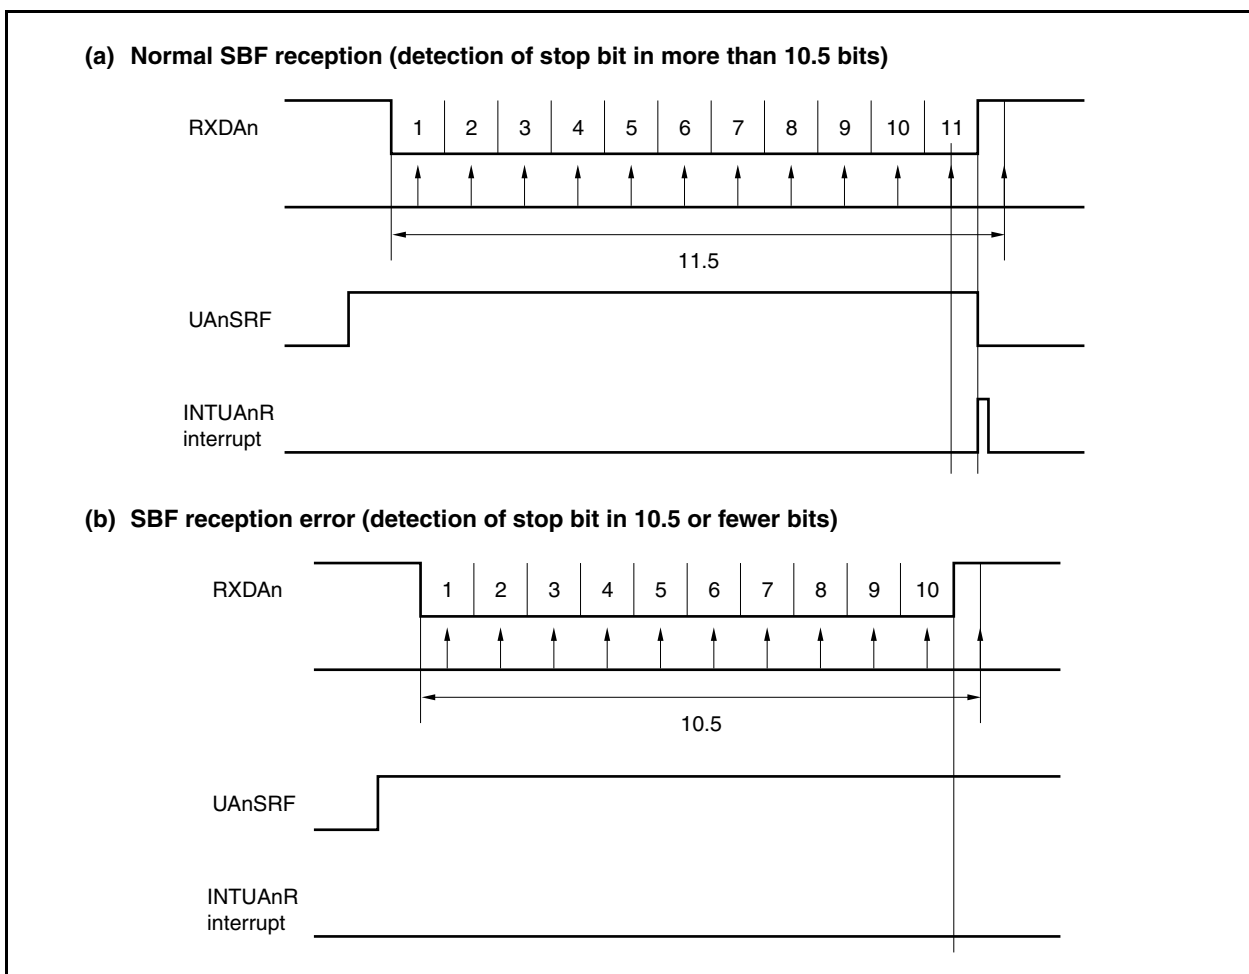 (a) Normal SBF reception (detection of stop bit in more than 10.5 bits)
RXDAn
1 2 3 4 5 6 7 8 9 10 11
11.5
UAnSRF
INTUAnR
interrupt
(b) SBF reception error (detection of stop bit in 10.5 or fewer bits)
RXDAn
1 2 3 4 5 6 7 8 9 10
10.5
UAnSRF
INTUAnR
interrupt